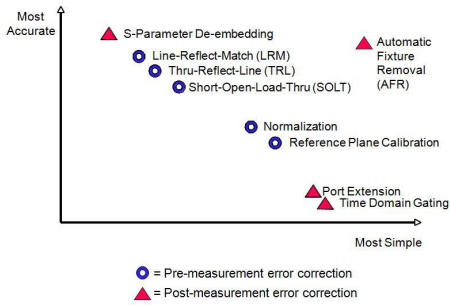 Most
Accurate
S-Parameter De-embedding
Line-Reflect-Match (LRM)
Thru-Reflect-Line (TRL)
Short-Open-Load-Thru (SOLT)
Automatic
Fixture
Removal
(AFR)
Normalization
Reference Plane Calibration
Port Extension
Time Domain Gating
Most Simple
= Pre-measurement error correction
= Post-measurement error correction